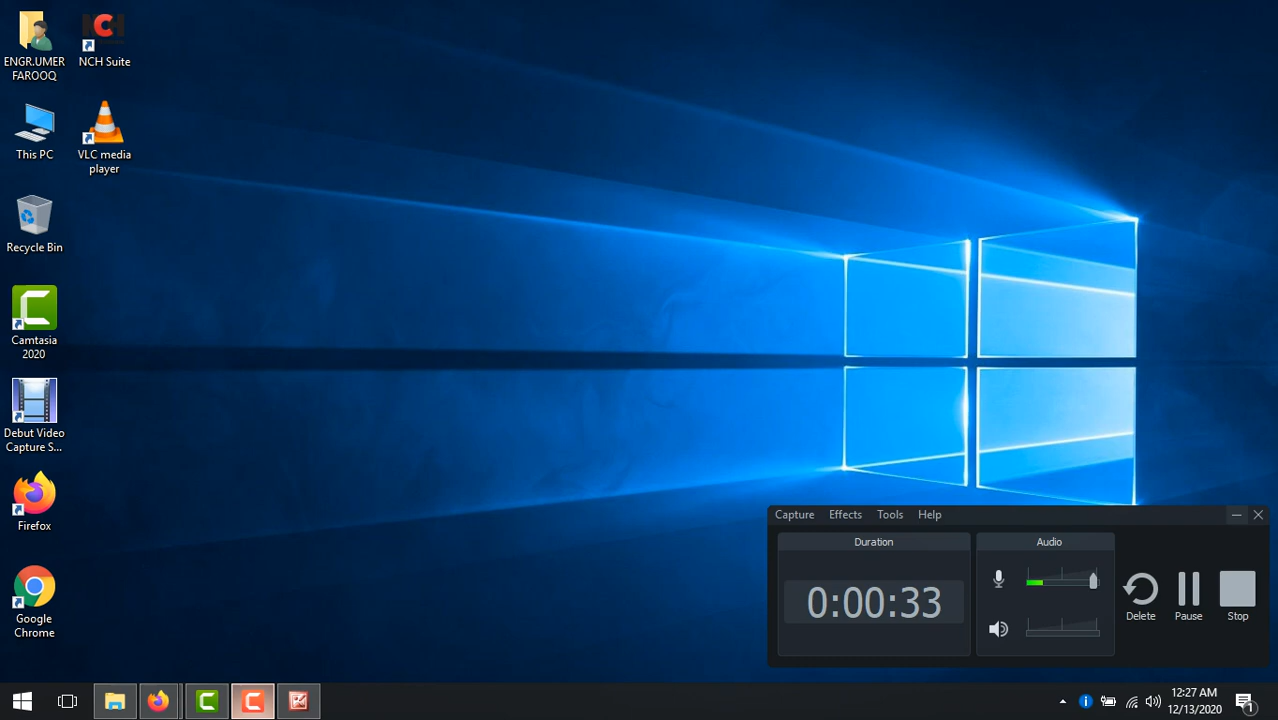 ENGR.UMER
FAROOQ
NCH
NCH Suite
This PC
VLC media
player
Recycle Bin
Camtasia
2020
Debut Video
Capture S...
Firefox
Google
Chrome
Capture Effects Tools Help
Duration
Audio
0:00:33
Delete
Pause
Stop
12:27 AM
12/13/2020
1